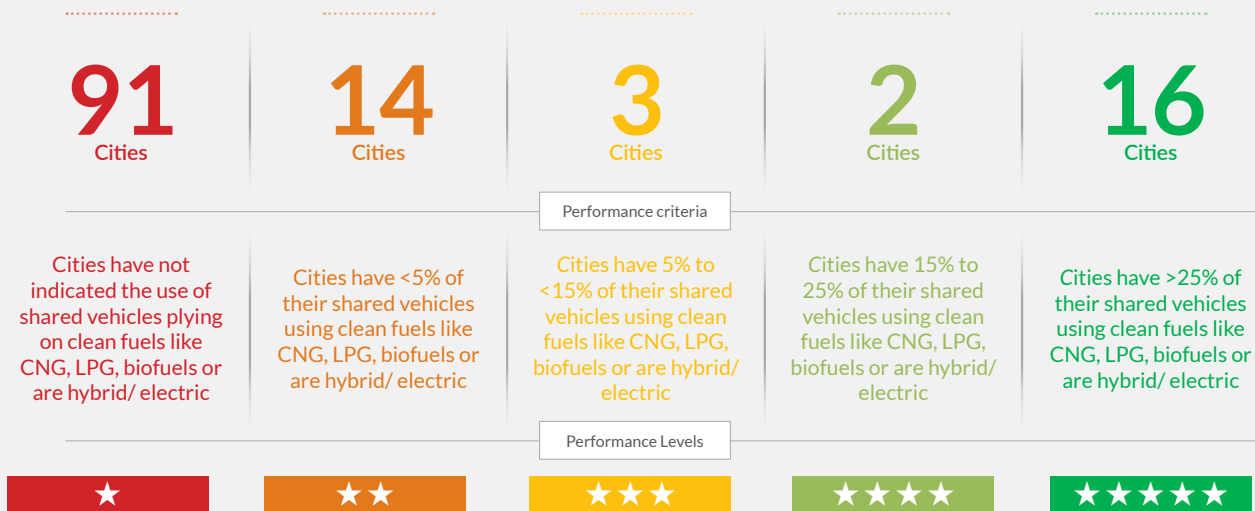 91
Cities
14
Cities
3
Cities
2
Cities
16
Cities
Performance criteria
Cities have not
indicated the use of
shared vehicles plying
on clean fuels like
CNG, LPG, biofuels or
are hybrid/ electric
Cities have <5% of
their shared vehicles
using clean fuels like
CNG, LPG, biofuels or
are hybrid/ electric
Cities have 5% to
<15% of their shared
vehicles using clean
fuels like CNG, LPG,
biofuels or are hybrid/
electric
Cities have 15% to
25% of their shared
vehicles using clean
fuels like CNG, LPG,
biofuels or are hybrid/
electric
Cities have >25% of
their shared vehicles
using clean fuels like
CNG, LPG, biofuels or
are hybrid/ electric
Performance Levels